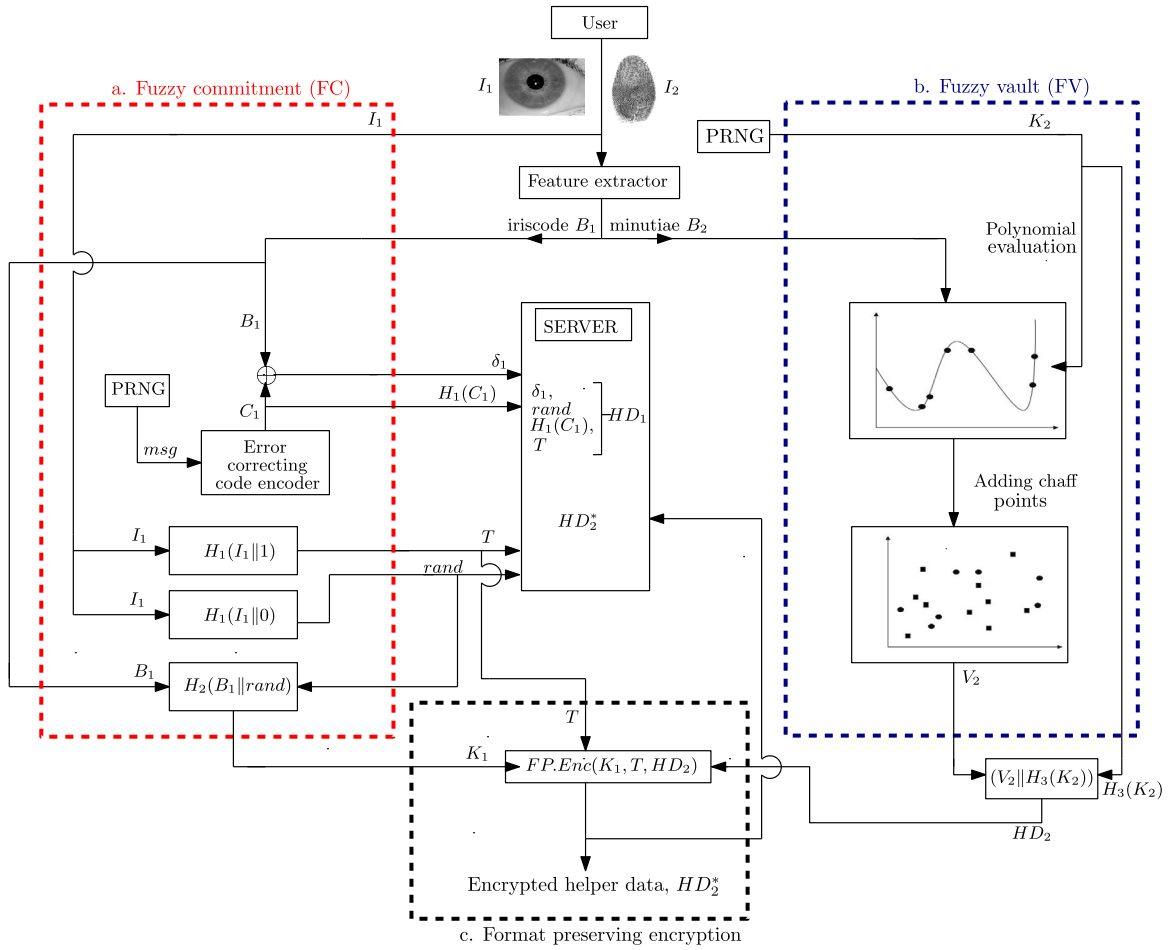 User
I₁
I₂
a. Fuzzy commitment (FC)
b. Fuzzy vault (FV)
I₁
PRNG
K₂
Feature extractor
iriscode B₁
minutiae B₂
Polynomial
evaluation
B₁
SERVER
δ₁
PRNG
C₁
H₁(C₁)
δ₁,
rand
H₁(C₁),
T
HD₁
msg
Error
correcting
code encoder
Adding chaff
points
HD₂*
I₁
H₁(I₁‖1)
T
rand
I₁
H₁(I₁‖0)
B₁
H₂(B₁‖rand)
V₂
T
K₁
FP.Enc(K₁, T, HD₂)
(V₂‖H₃(K₂))
H₃(K₂)
HD₂
Encrypted helper data, HD₂*
c. Format preserving encryption